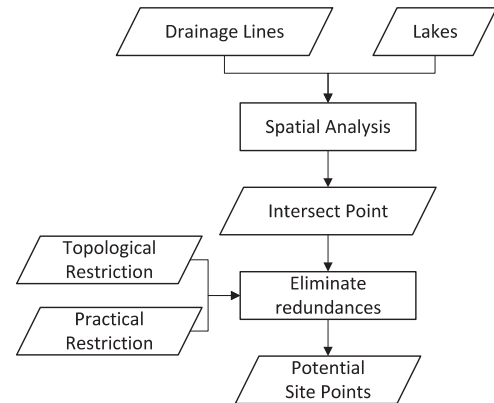 Drainage Lines
Lakes
Spatial Analysis
Intersect Point
Topological
Restriction
Eliminate
redundances
Practical
Restriction
Potential
Site Points